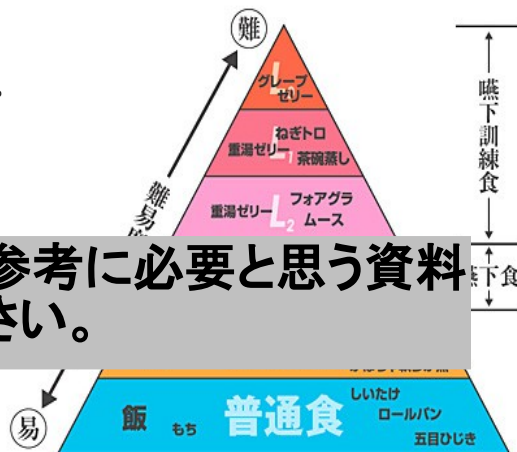 難
グレープ
ゼリー
L
ねぎトロ
重湯ゼリー
L1
茶碗蒸し
フォアグラ
重湯ゼリー
L2
ムース
嚥下訓練食
難易
参考に必要と思う資料
さい。
下食
普通食
飯
もち
しいたけ
ロールパン
五目ひじき
易